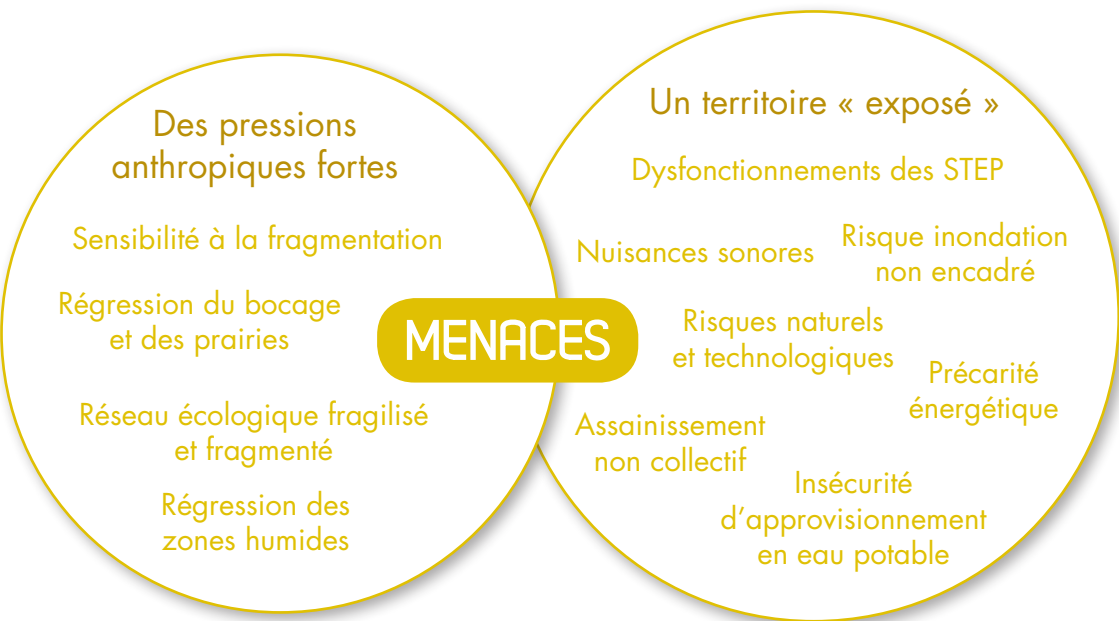 Des pressions
anthropiques fortes
Sensibilité à la fragmentation
Régression du bocage
et des prairies
Réseau écologique fragilisé
et fragmenté
Régression des
zones humides
MENACES
Un territoire « exposé »
Dysfonctionnements des STEP
Nuisances sonores
Risque inondation
non encadré
Risques naturels
et technologiques
Précarité
énergétique
Assainissement
non collectif
Insécurité
d’approvisionnement
en eau potable